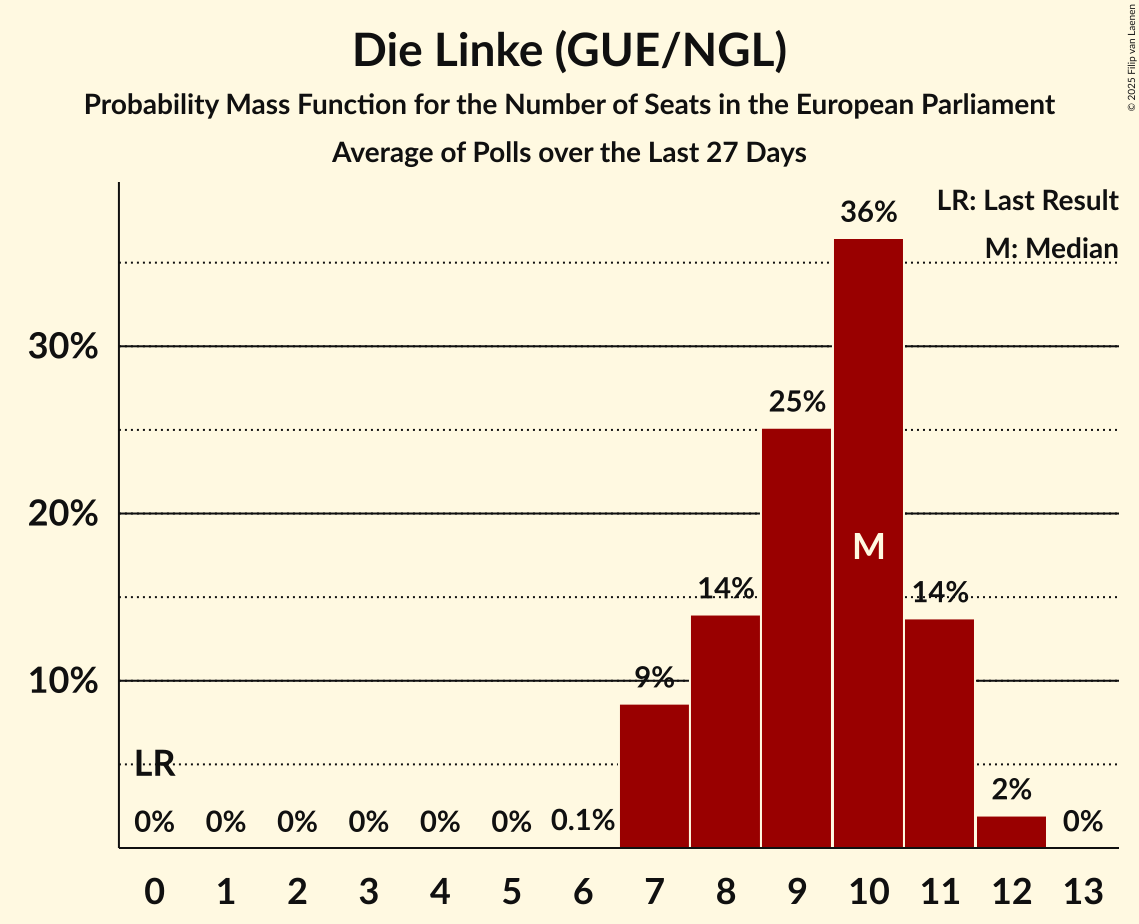 Die Linke (GUE/NGL)
Probability Mass Function for the Number of Seats in the European Parliament
Average of Polls over the Last 27 Days
© 2025 Filip van Laenen
LR: Last Result
M: Median
36%
30%
25%
20%
M
14%
14%
9%
10%
LR
2%
0%
0%
0%
0%
0%
0%
0.1%
0%
0 1 2 3 4 5 6 7 8 9 10 11 12 13